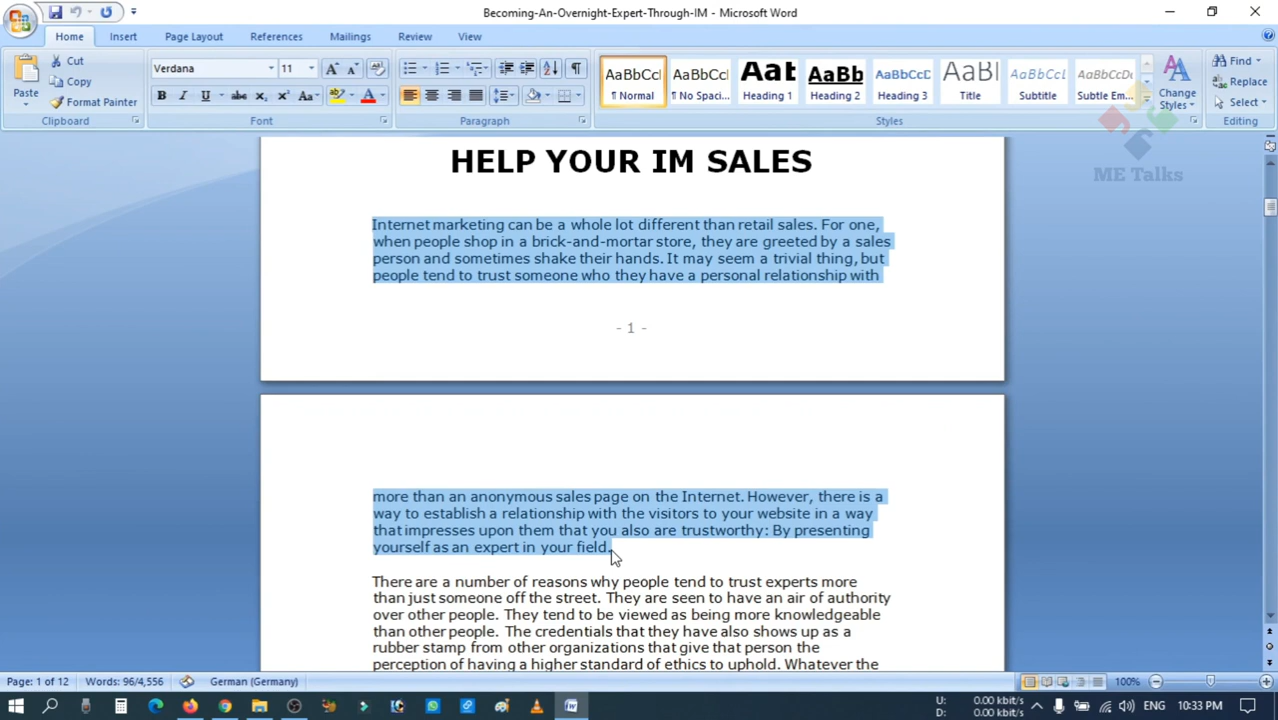 Becoming-An-Overnight-Expert-Through-IM - Microsoft Word
Home Insert Page Layout References Mailings Review View
Paste
Cut
Copy
Format Painter
Clipboard
Verdana 11
Font
Paragraph
AaBbCcI AaBbCcI AaI AaBb AaBbCcD AaBl AaBbCcDc AaBbCcDc
¶ Normal ¶ No Spaci... Heading 1 Heading 2 Heading 3 Title Subtitle Subtle Em...
Change Styles
Styles
Find
Replace
Select
Editing
ME Talks
HELP YOUR IM SALES
Internet marketing can be a whole lot different than retail sales. For one,
when people shop in a brick-and-mortar store, they are greeted by a sales
person and sometimes shake their hands. It may seem a trivial thing, but
people tend to trust someone who they have a personal relationship with
- 1 -
more than an anonymous sales page on the Internet. However, there is a
way to establish a relationship with the visitors to your website in a way
that impresses upon them that you also are trustworthy: By presenting
yourself as an expert in your field.
There are a number of reasons why people tend to trust experts more
than just someone off the street. They are seen to have an air of authority
over other people. They tend to be viewed as being more knowledgeable
than other people. The credentials that they have also shows up as a
rubber stamp from other organizations that give that person the
perception of having a higher standard of ethics to uphold. Whatever the
Page: 1 of 12 Words: 96/4,556 German (Germany) 100%
U: 0.00 kbit/s
D: 0.00 kbit/s
ENG 10:33 PM